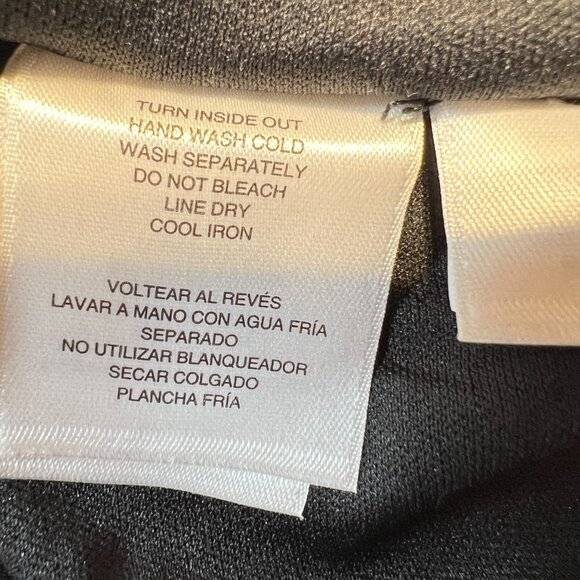 TURN INSIDE OUT
HAND WASH COLD
WASH SEPARATELY
DO NOT BLEACH
LINE DRY
COOL IRON
VOLTEAR AL REVÉS
LAVAR A MANO CON AGUA FRÍA
SEPARADO
NO UTILIZAR BLANQUEADOR
SECAR COLGADO
PLANCHA FRÍA